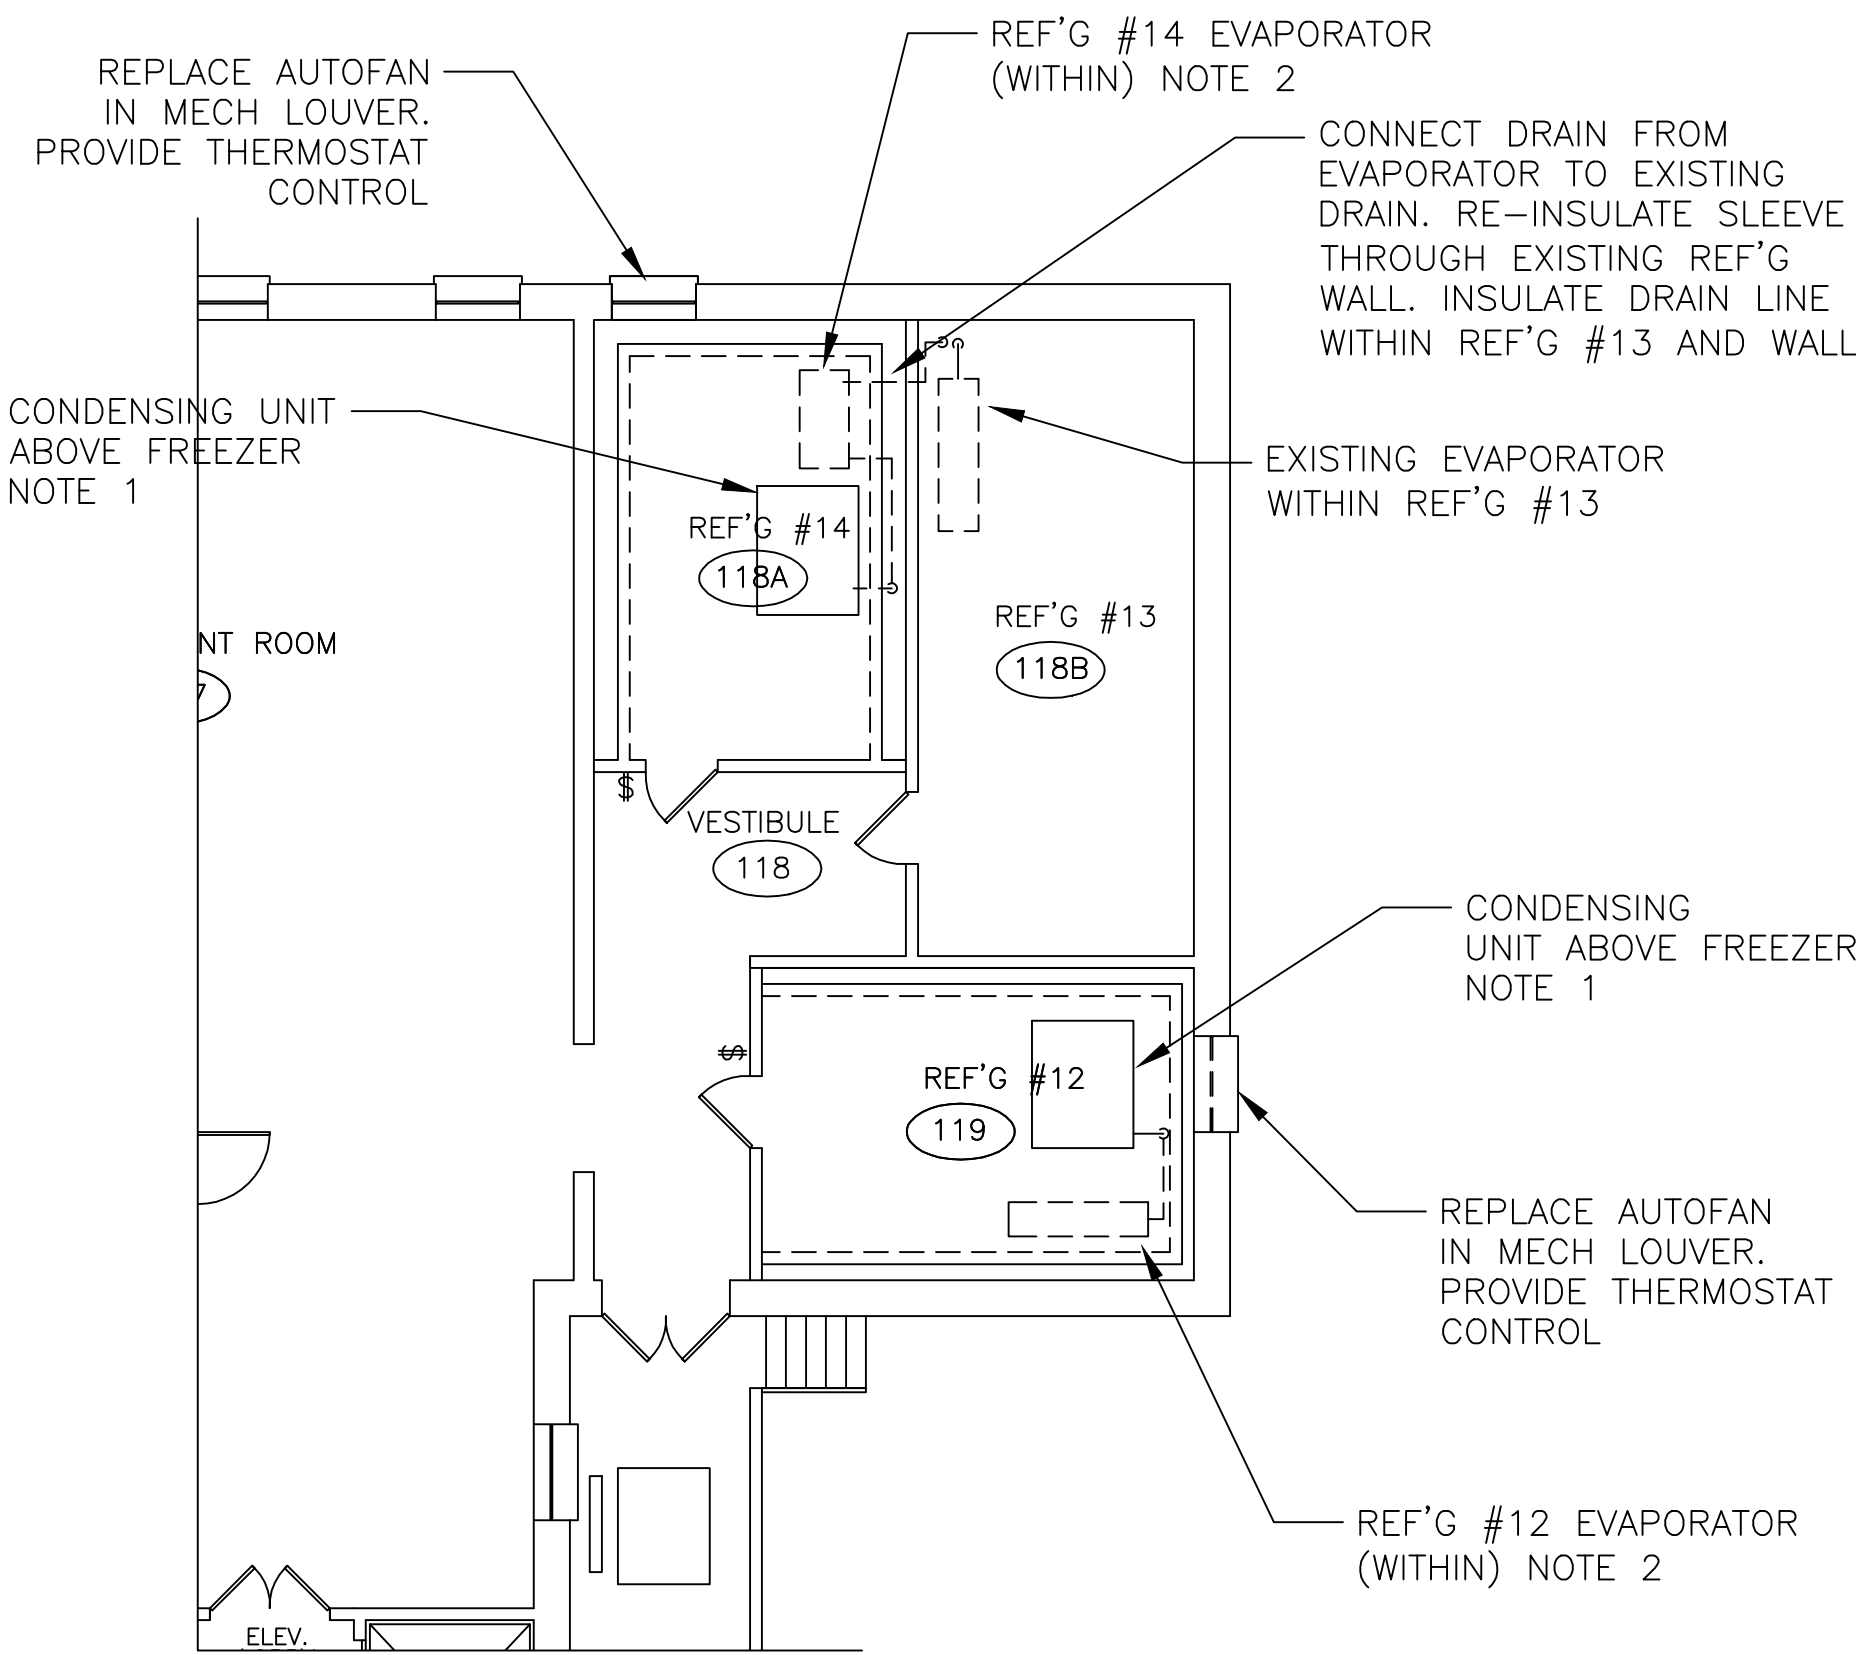 REF'G #14 EVAPORATOR
(WITHIN) NOTE 2
REPLACE AUTOFAN
IN MECH LOUVER.
PROVIDE THERMOSTAT
CONTROL
CONNECT DRAIN FROM
EVAPORATOR TO EXISTING
DRAIN. RE-INSULATE SLEEVE
THROUGH EXISTING REF'G
WALL. INSULATE DRAIN LINE
WITHIN REF'G #13 AND WALL
CONDENSING UNIT
ABOVE FREEZER
NOTE 1
EXISTING EVAPORATOR
WITHIN REF'G #13
REF'G #14
118A
REF'G #13
118B
NT ROOM
7
$
VESTIBULE
118
CONDENSING
UNIT ABOVE FREEZER
NOTE 1
$
REF'G #12
119
REPLACE AUTOFAN
IN MECH LOUVER.
PROVIDE THERMOSTAT
CONTROL
REF'G #12 EVAPORATOR
(WITHIN) NOTE 2
ELEV.